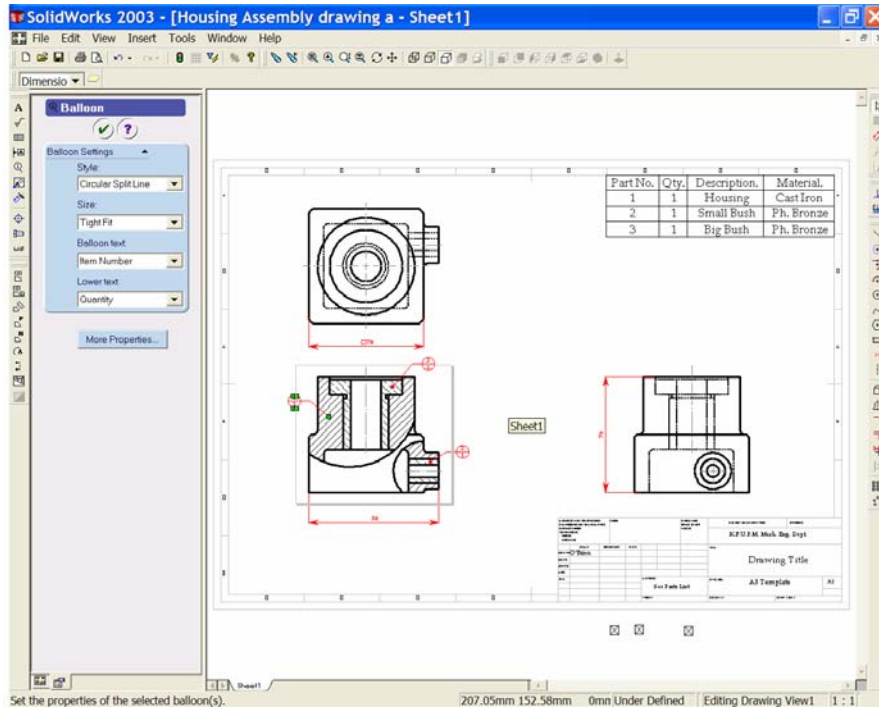 SolidWorks 2003 - [Housing Assembly drawing a - Sheet1]
File Edit View Insert Tools Window Help
Dimensio
Balloon
Balloon Settings
Style:
Circular Split Line
Size:
Tight Fit
Balloon text:
Item Number
Lower text:
Quantity
More Properties...
Part No. Qty. Description. Material.
1 1 Housing Cast Iron
2 1 Small Bush Ph. Bronze
3 1 Big Bush Ph. Bronze
Sheet1
K.F.U.P.M. Mech. Eng. Dept
Drawing Title
See Parts List
A3 Template
A3
Sheet1
Set the properties of the selected balloon(s).
207.05mm 152.58mm 0mm Under Defined Editing Drawing View1 1 : 1